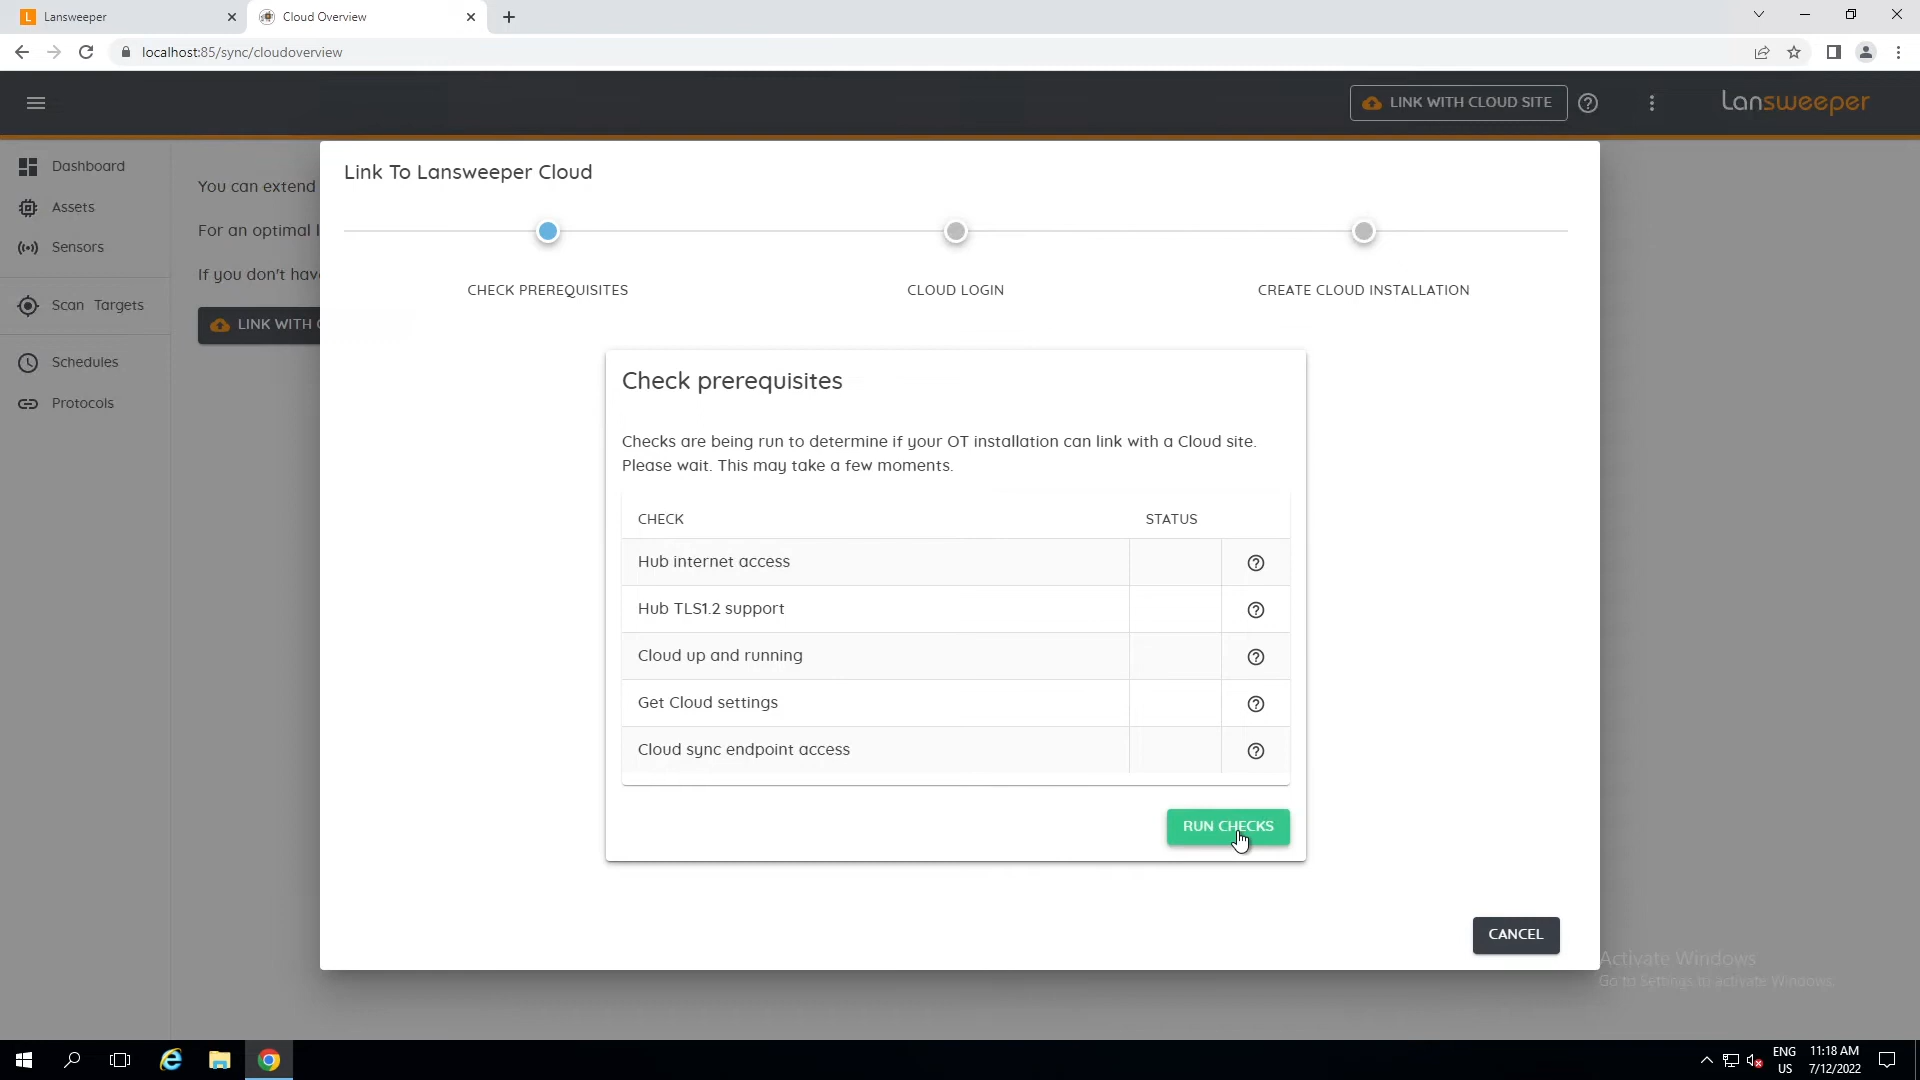 Lansweeper
Cloud Overview
localhost:85/sync/cloudoverview
LINK WITH CLOUD SITE
Lansweeper
Dashboard
Assets
Sensors
Scan Targets
Schedules
Protocols
You can extend
For an optimal l
If you don't have
LINK WITH C
Link To Lansweeper Cloud
CHECK PREREQUISITES
CLOUD LOGIN
CREATE CLOUD INSTALLATION
Check prerequisites
Checks are being run to determine if your OT installation can link with a Cloud site.
Please wait. This may take a few moments.
CHECK
STATUS
Hub internet access
Hub TLS1.2 support
Cloud up and running
Get Cloud settings
Cloud sync endpoint access
RUN CHECKS
CANCEL
Activate Windows
Go to Settings to activate Windows.
ENG
US
11:18 AM
7/12/2022